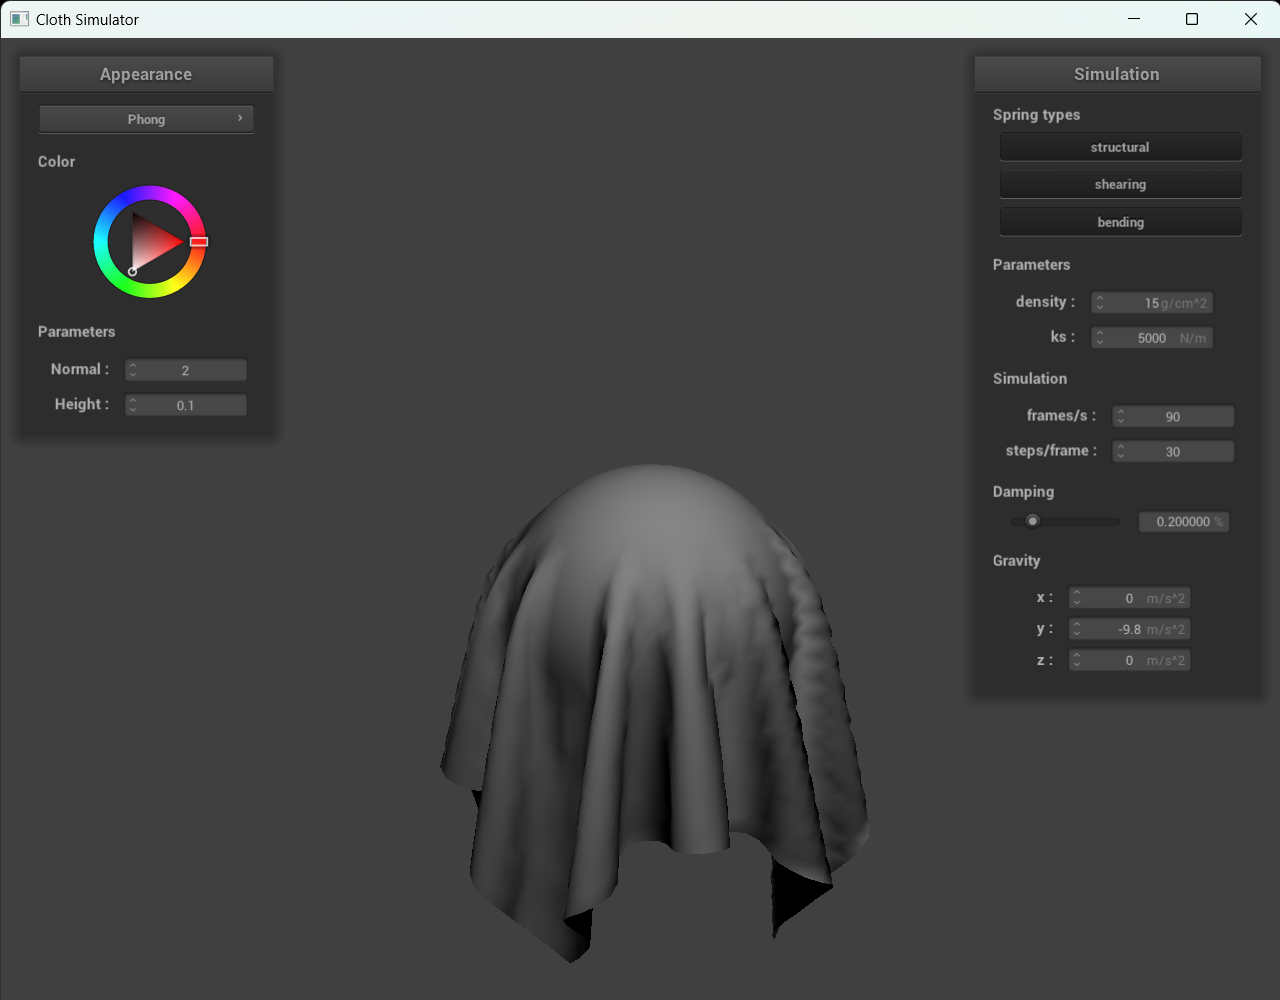 Cloth Simulator
Appearance
Phong
Color
Parameters
Normal : 2
Height : 0.1
Simulation
Spring types
structural
shearing
bending
Parameters
density : 15 g/cm^2
ks : 5000 N/m
Simulation
frames/s : 90
steps/frame : 30
Damping
0.200000 %
Gravity
x : 0 m/s^2
y : -9.8 m/s^2
z : 0 m/s^2